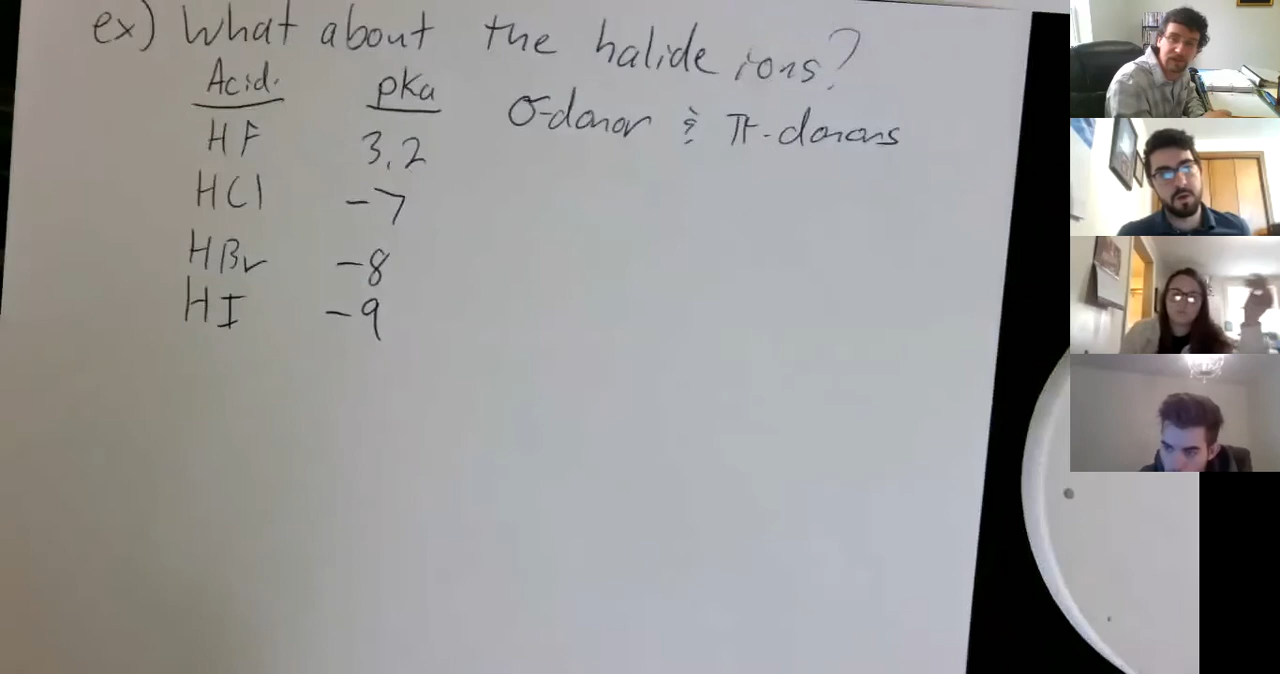 ex) What about the halide ions?
Acid. pKa σ-donor & π-donors
HF 3.2
HCl -7
HBr -8
HI -9